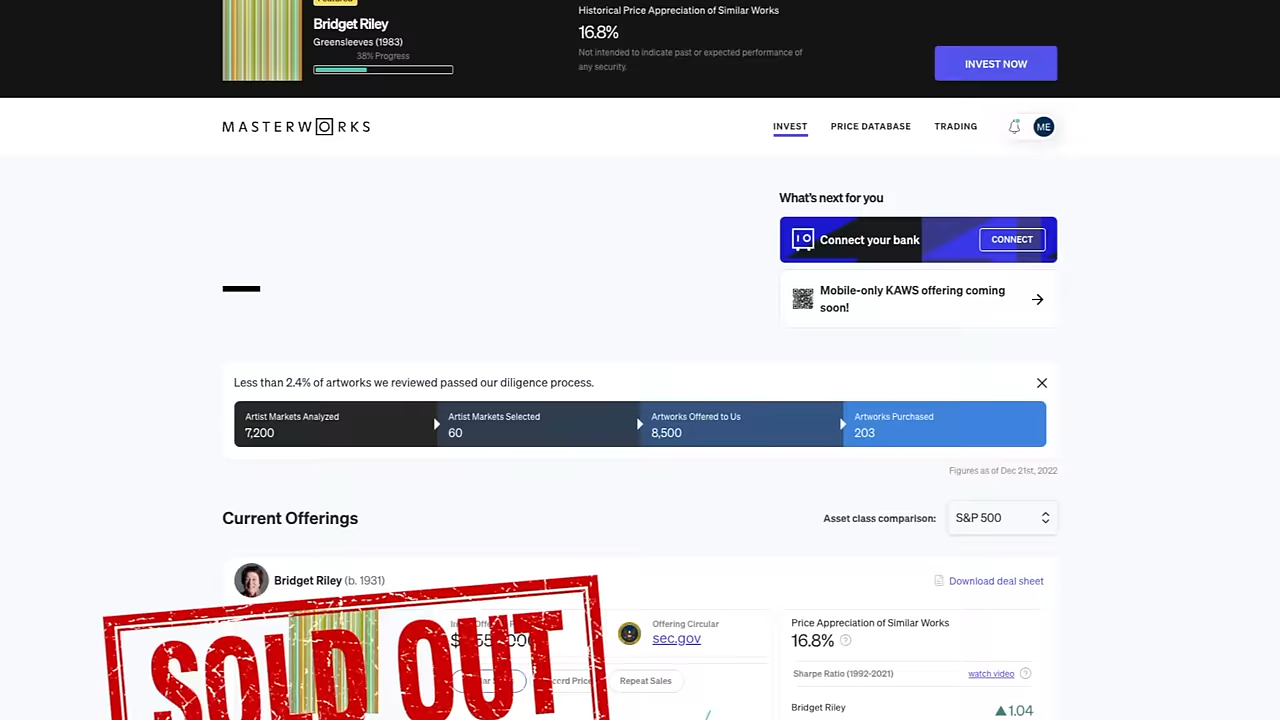 Bridget Riley
Greensleeves (1983)
38% Progress
Historical Price Appreciation of Similar Works
16.8%
Not intended to indicate past or expected performance of
any security.
INVEST NOW
MASTERWORKS
INVEST
PRICE DATABASE
TRADING
ME
What's next for you
Connect your bank
CONNECT
Mobile-only KAWS offering coming
soon!
Less than 2.4% of artworks we reviewed passed our diligence process.
Artist Markets Analyzed
7,200
Artist Markets Selected
60
Artworks Offered to Us
8,500
Artworks Purchased
203
Figures as of Dec 21st, 2022
Current Offerings
Asset class comparison:
S&P 500
Bridget Riley (b. 1931)
Download deal sheet
SOLD OUT
Offering Circular
sec.gov
Repeat Sales
Price Appreciation of Similar Works
16.8%
Sharpe Ratio (1992-2021)
watch video
Bridget Riley
1.04